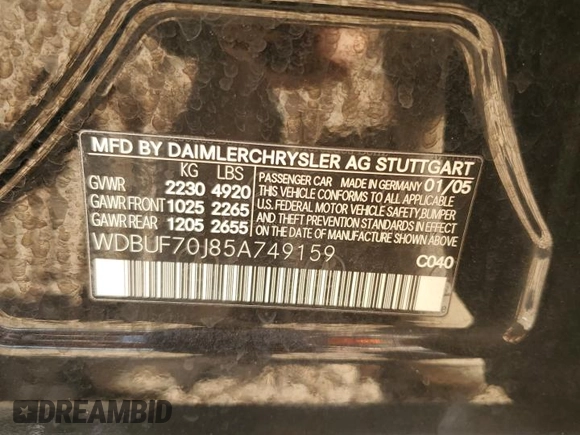 MFD BY DAIMLERCHRYSLER AG STUTTGART
KG LBS
GVWR 2230 4920
GAWR FRONT 1025 2265
GAWR REAR 1205 2655
PASSENGER CAR MADE IN GERMANY 01/05
THIS VEHICLE CONFORMS TO ALL APPLICABLE
U.S. FEDERAL MOTOR VEHICLE SAFETY, BUMPER
AND THEFT PREVENTION STANDARDS IN EFFECT
ON THE DATE OF MANUFACTURE SHOWN ABOVE.
WDBUF70J85A749159
C040
DREAMBID